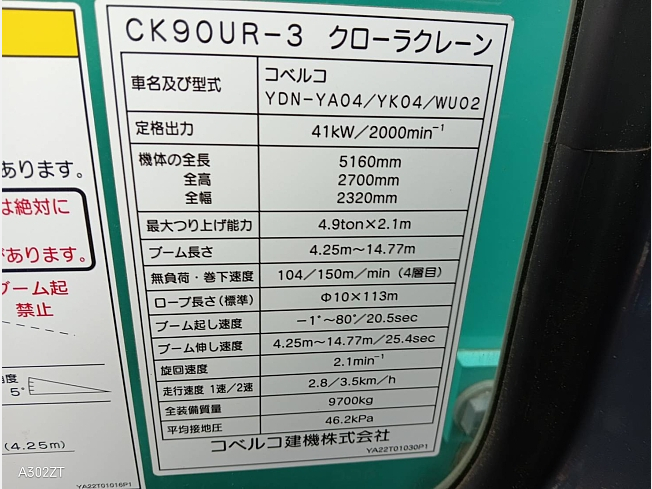 CK90UR-3 クローラクレーン
車名及び型式 コベルコ
YDN-YA04/YK04/WU02
定格出力 41kW/2000min⁻¹
機体の全長 5160mm
全高 2700mm
全幅 2320mm
最大つり上げ能力 4.9ton×2.1m
ブーム長さ 4.25m～14.77m
無負荷・巻下速度 104/150m/min (4層目)
ロープ長さ(標準) Φ10×113m
ブーム起し速度 -1°~80°/20.5sec
ブーム伸し速度 4.25m~14.77m/25.4sec
旋回速度 2.1min⁻¹
走行速度 1速/2速 2.8/3.5km/h
全装備質量 9700kg
平均接地圧 46.2kPa
コベルコ建機株式会社
YA22T01030P1
あります。
は絶対に
があります。
ブーム起
禁止
角度
5°
(4.25m)
YA22T01016P1
A302ZT